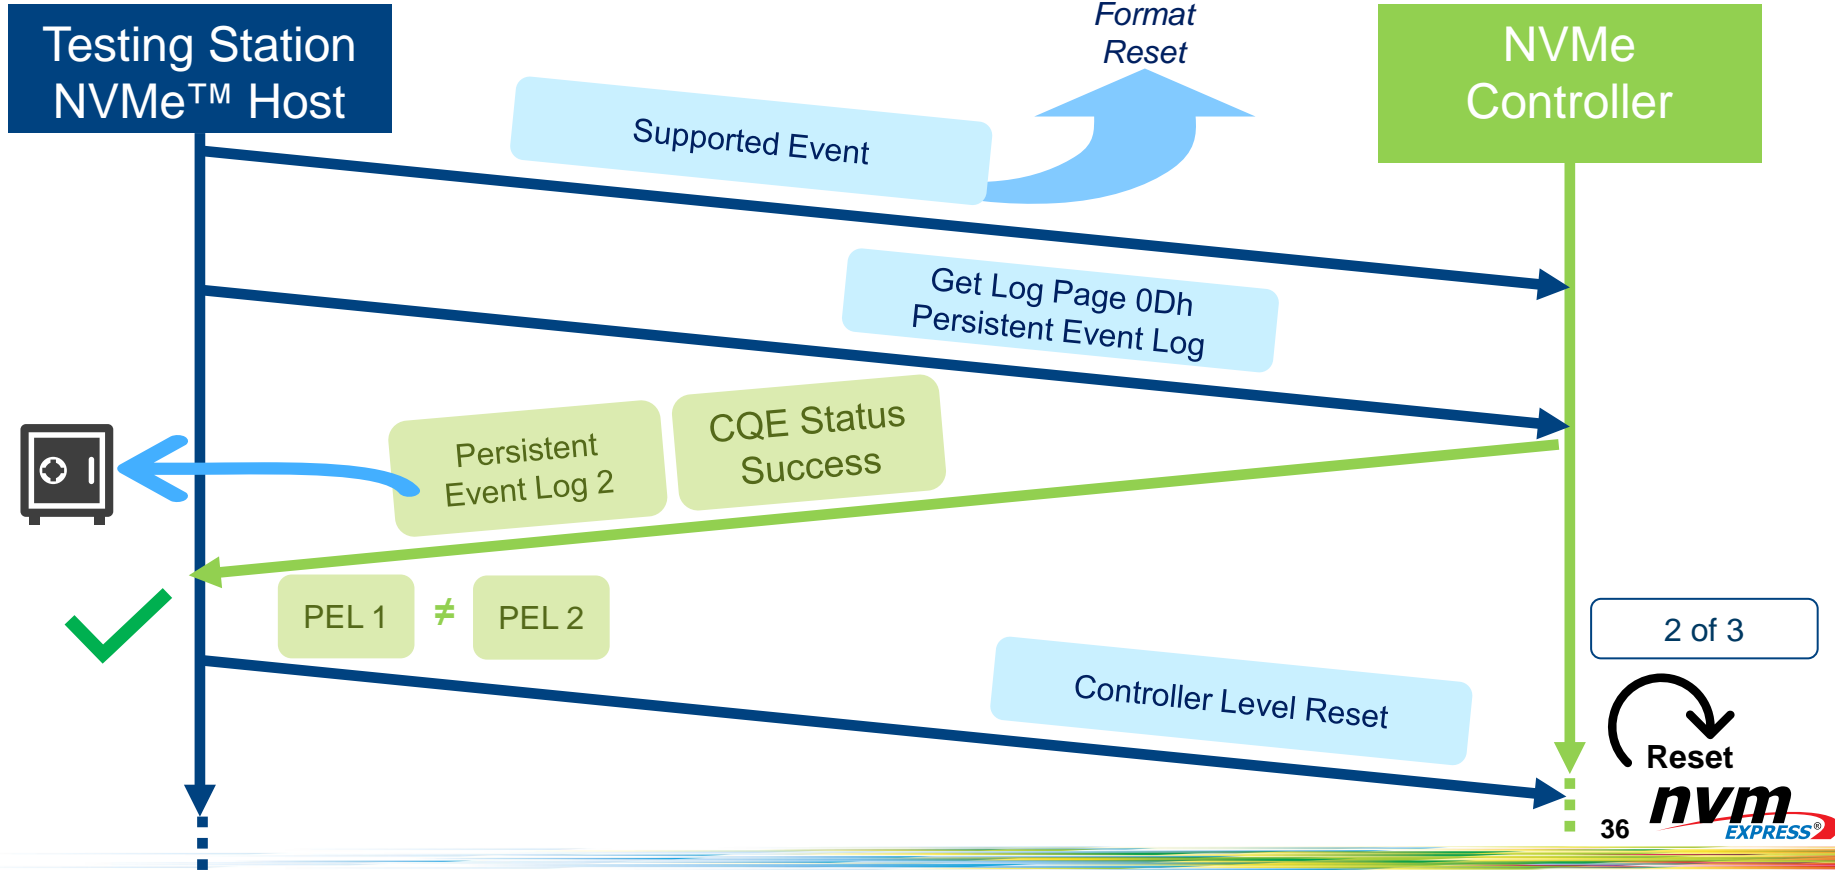 Testing Station
NVMe™ Host
Format
Reset
NVMe
Controller
Supported Event
Get Log Page 0Dh
Persistent Event Log
CQE Status
Success
Persistent
Event Log 2
PEL 1
≠
PEL 2
2 of 3
Controller Level Reset
Reset
nvm
EXPRESS®
36